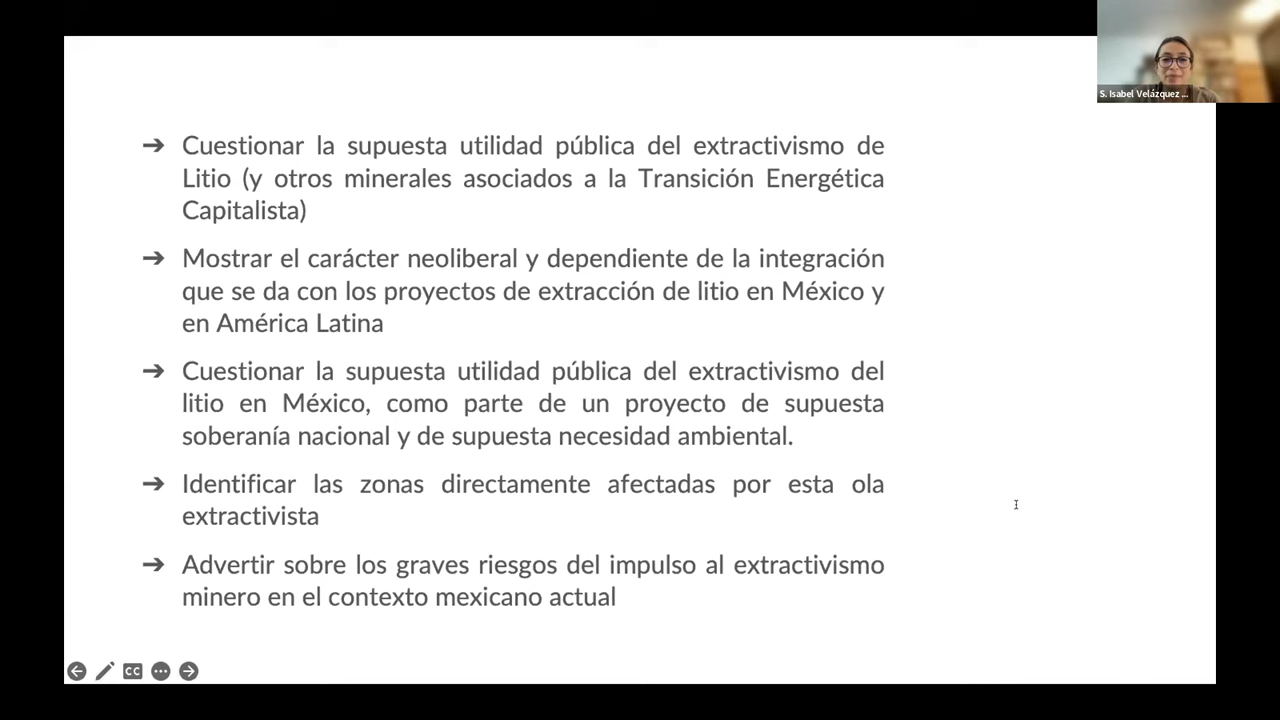 S. Isabel Velázquez ...
➔ Cuestionar la supuesta utilidad pública del extractivismo de
Litio (y otros minerales asociados a la Transición Energética
Capitalista)
➔ Mostrar el carácter neoliberal y dependiente de la integración
que se da con los proyectos de extracción de litio en México y
en América Latina
➔ Cuestionar la supuesta utilidad pública del extractivismo del
litio en México, como parte de un proyecto de supuesta
soberanía nacional y de supuesta necesidad ambiental.
➔ Identificar las zonas directamente afectadas por esta ola
extractivista
➔ Advertir sobre los graves riesgos del impulso al extractivismo
minero en el contexto mexicano actual
CC